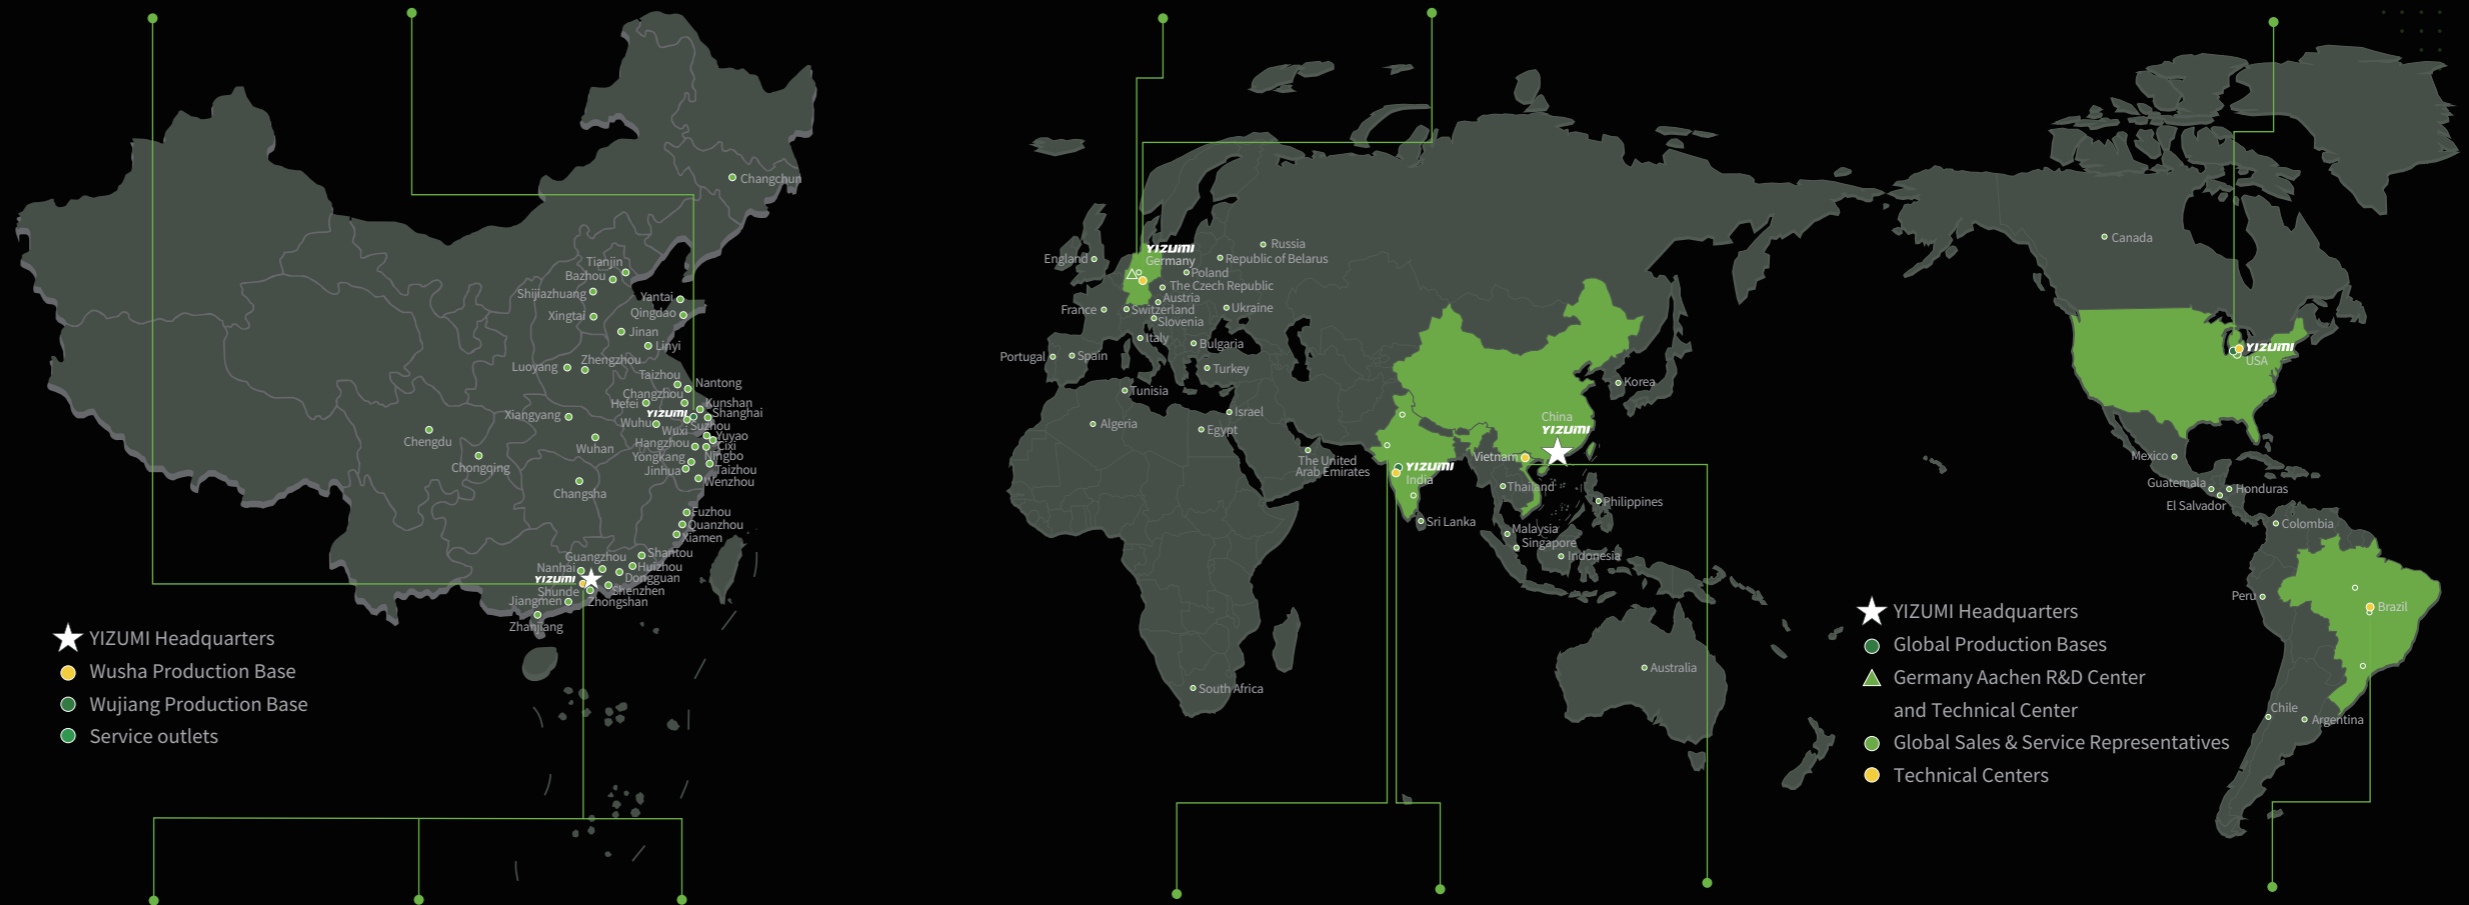 Changchun
Tianjin
Bazhou
Shijiazhuang
Yantai
Xingtai
Qingdao
Jinan
Linyi
Zhengzhou
Luoyang
Taizhou
Nantong
Changzhou
Hefei
Kunshan
YIZUMI
Shanghai
Xiangyang
Wuhu
Wuxi
Suzhou
Chengdu
Wuhan
Hangzhou
Yuyao
Cixi
Yongkang
Ningbo
Chongqing
Jinhua
Taizhou
Wenzhou
Changsha
Fuzhou
Quanzhou
Xiamen
Guangzhou
Shantou
Nanhai
Huizhou
YIZUMI
Dongguan
Shunde
Shenzhen
Jiangmen
Zhongshan
Zhanjiang
YIZUMI Headquarters
Wusha Production Base
Wujiang Production Base
Service outlets
England
YIZUMI
Germany
Russia
Republic of Belarus
Poland
The Czech Republic
Austria
France
Switzerland
Ukraine
Slovenia
Italy
Bulgaria
Portugal
Spain
Turkey
Tunisia
Algeria
Israel
Egypt
The United
Arab Emirates
South Africa
YIZUMI
India
Sri Lanka
China
YIZUMI
Korea
Vietnam
Thailand
Philippines
Malaysia
Singapore
Indonesia
Australia
Canada
YIZUMI
USA
Mexico
Guatemala
Honduras
El Salvador
Colombia
Peru
Brazil
Chile
Argentina
YIZUMI Headquarters
Global Production Bases
Germany Aachen R&D Center
and Technical Center
Global Sales & Service Representatives
Technical Centers